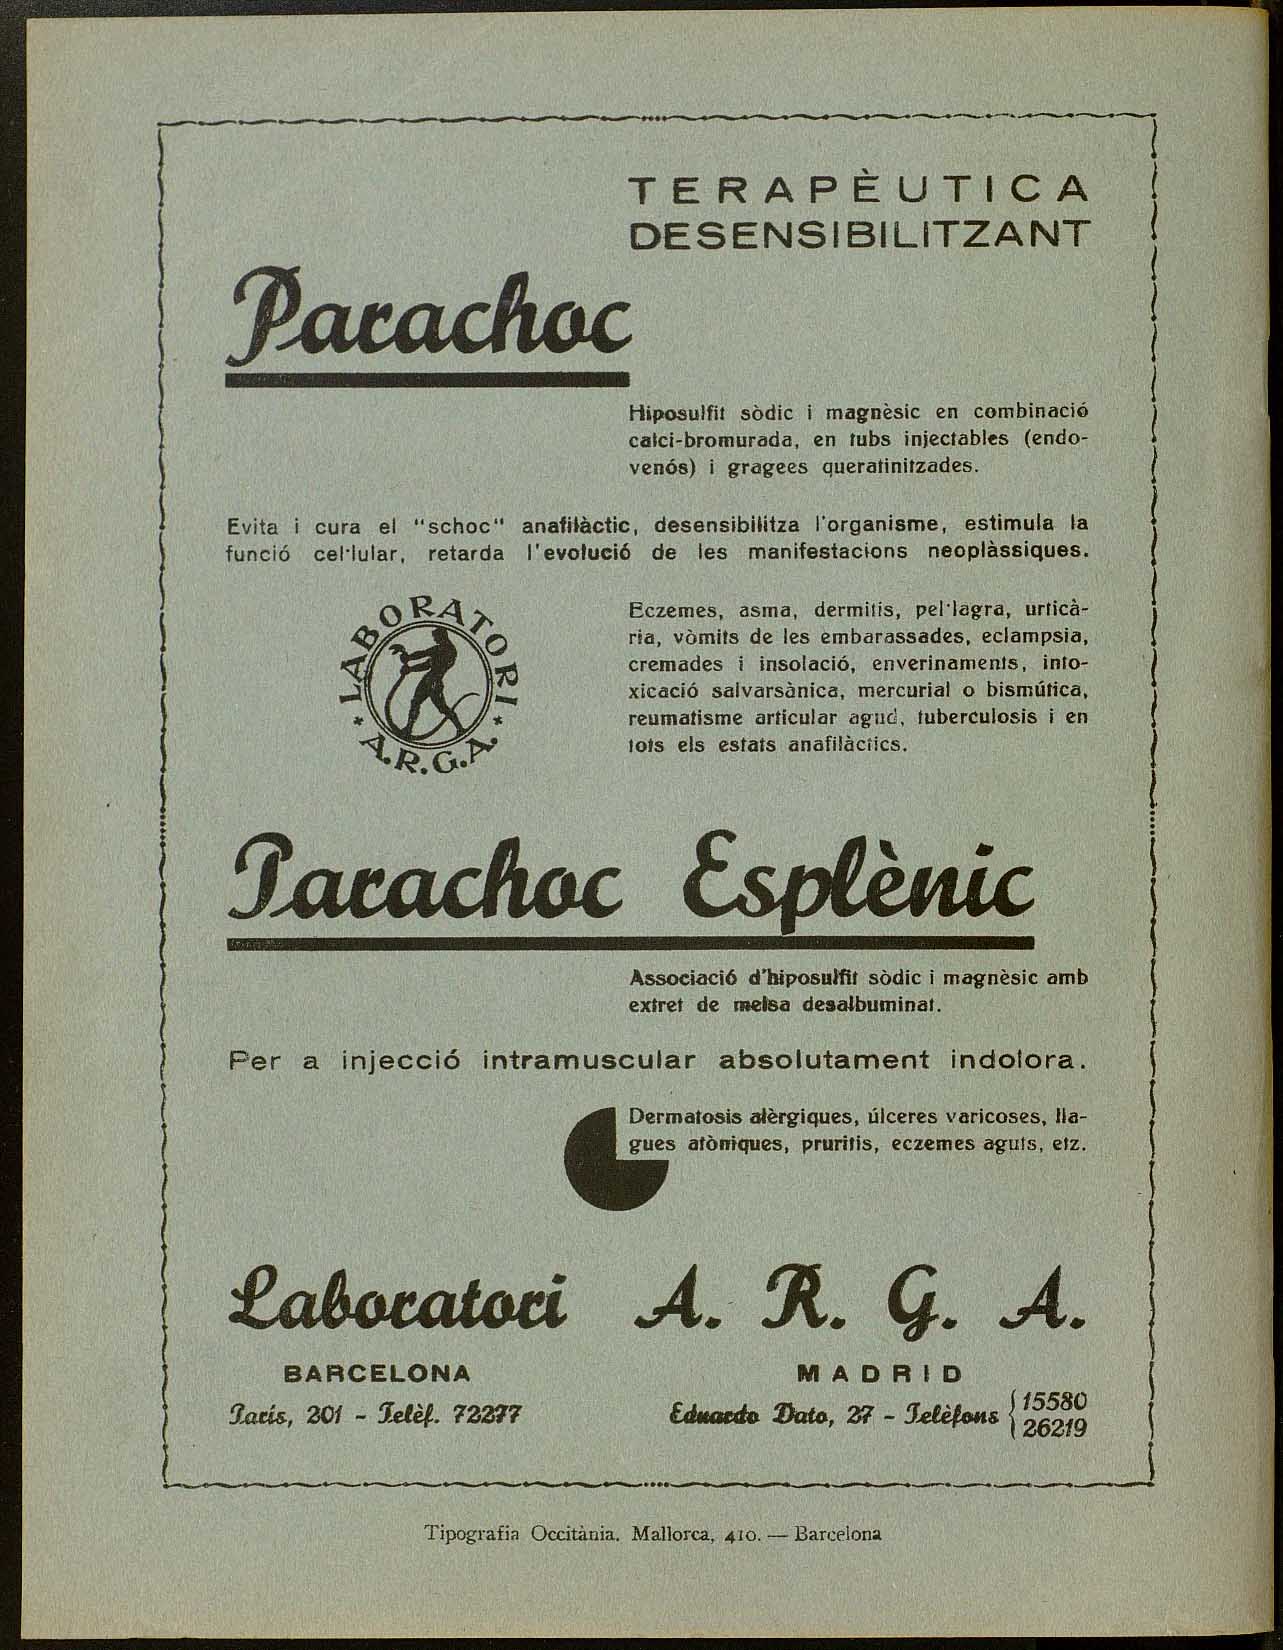 TERAPÈUTICA
DESENSIBILITZANT
Parachoc
Hiposulfit sòdic i magnèsic en combinació
calci-bromurada, en tubs injectables (endo-
venós) i gragees queratinitzades.
Evita i cura el "schoc" anafilàctic, desensibilitza l'organisme, estimula la
funció cel·lular, retarda l'evolució de les manifestacions neoplàssiques.
LABORATORI
A.R.G.A.
Eczemes, asma, dermitis, pel·lagra, urticà-
ria, vòmits de les embarassades, eclampsia,
cremades i insolació, enverinaments, into-
xicació salvarsànica, mercurial o bismútica,
reumatisme articular agud, tuberculosis i en
tots els estats anafilàctics.
Parachoc Esplènic
Associació d'hiposulfit sòdic i magnèsic amb
extret de melsa desalbuminat.
Per a injecció intramuscular absolutament indolora.
Dermatosis alèrgiques, úlceres varicoses, lla-
gues atòniques, pruritis, eczemes aguts, etz.
Laboratori A. R. G. A.
BARCELONA
París, 201 - Telèf. 72277
MADRID
Eduardo Dato, 27 - Telèfons { 15580
26219
Tipografia Occitània. Mallorca, 410. — Barcelona